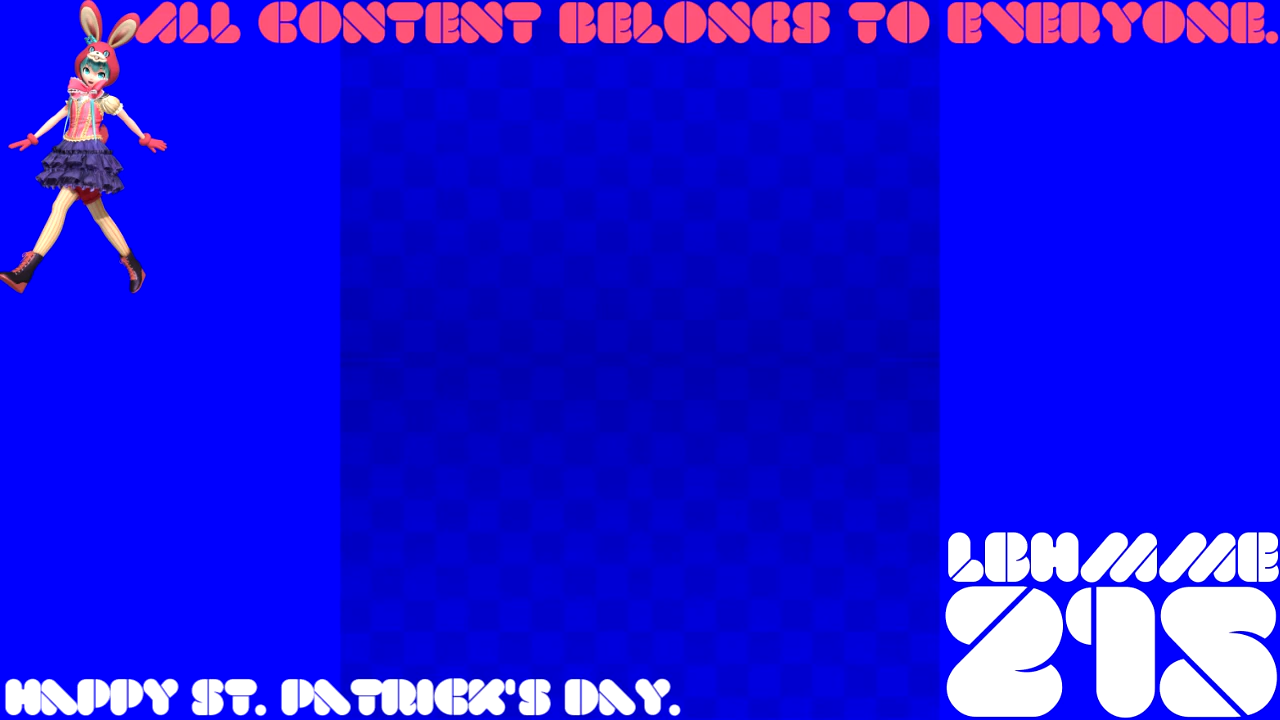 ALL CONTENT BELONGS TO EVERYONE.
LBHMME
215
HAPPY ST. PATRICK'S DAY.